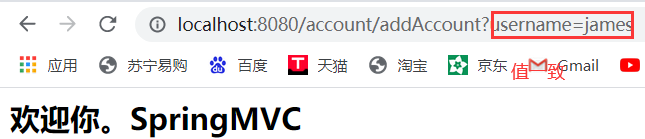 localhost:8080/account/addAccount?username=james
应用 苏宁易购 百度 天猫 淘宝 京东 Gmail
值一致
欢迎你。SpringMVC